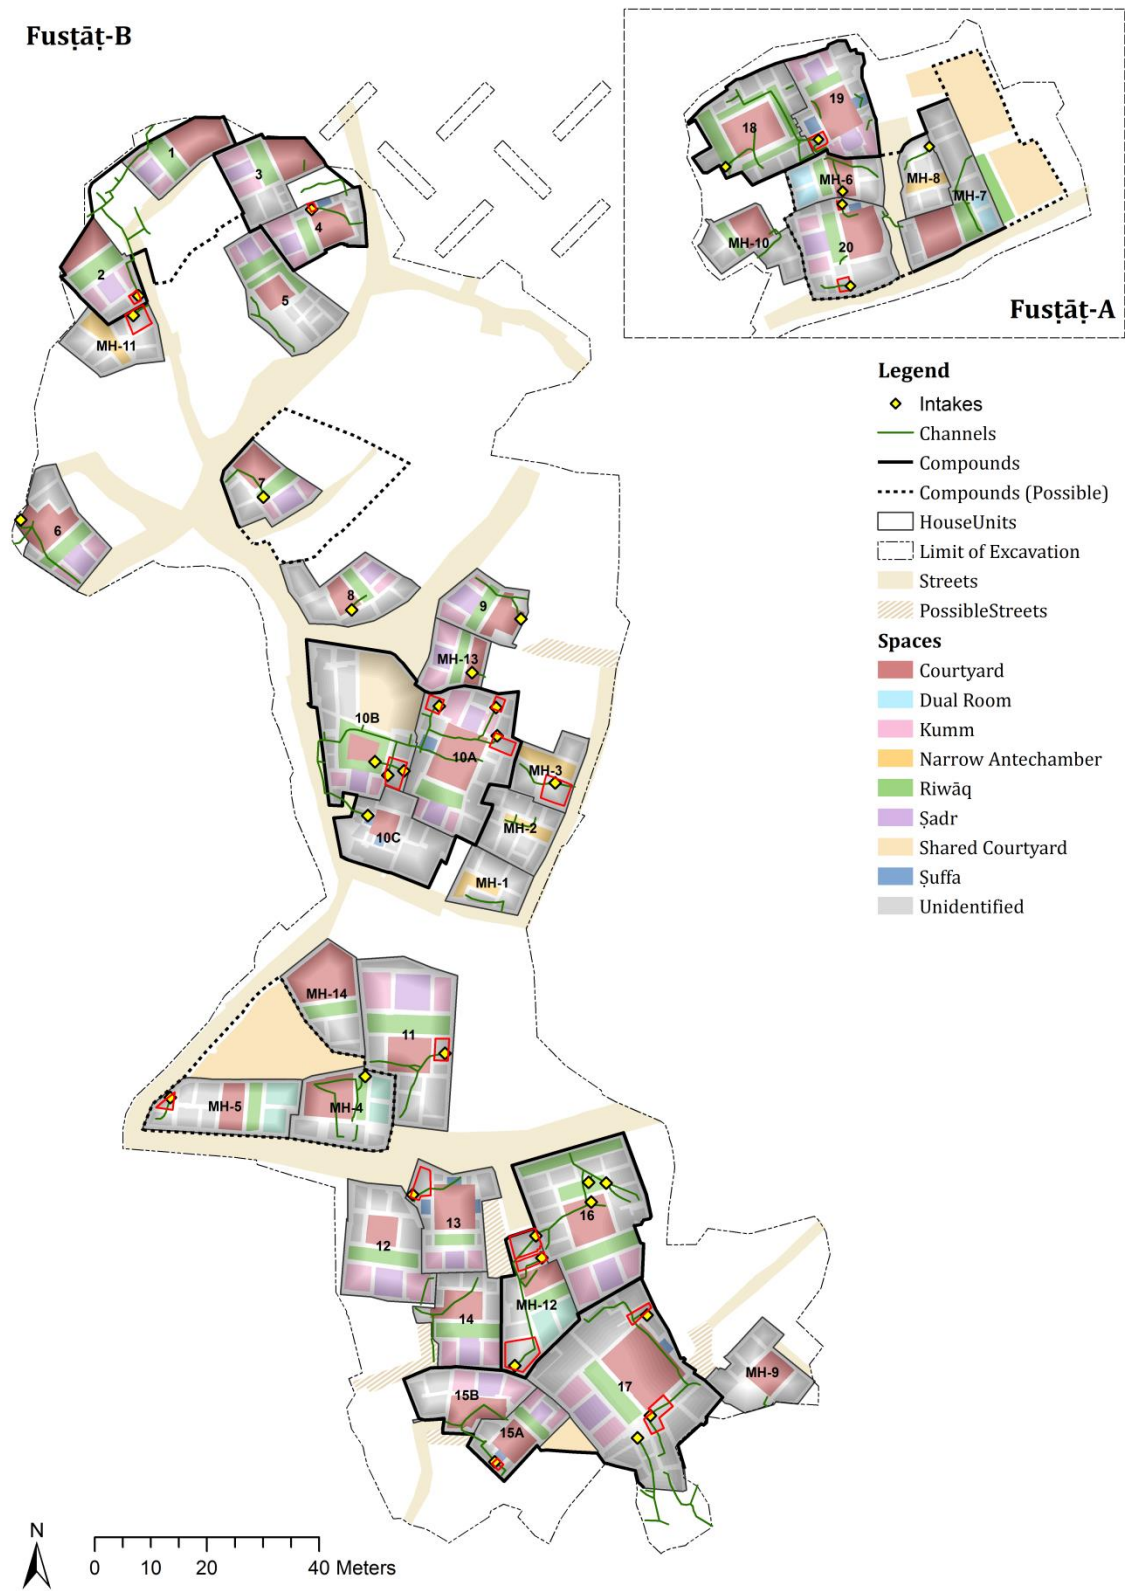 Fusṭāṭ-B
19
18
MH-6
MH-8
MH-7
MH-10
20
Fusṭāṭ-A
1
3
4
2
5
MH-11
7
6
8
9
MH-13
10B
10A
MH-3
MH-2
10C
MH-1
MH-14
11
MH-5
MH-4
13
16
12
MH-12
14
17
MH-9
15B
15A
Legend
Intakes
Channels
Compounds
Compounds (Possible)
HouseUnits
Limit of Excavation
Streets
PossibleStreets
Spaces
Courtyard
Dual Room
Kumm
Narrow Antechamber
Riwāq
Ṣadr
Shared Courtyard
Ṣuffa
Unidentified
N
0 10 20 40 Meters